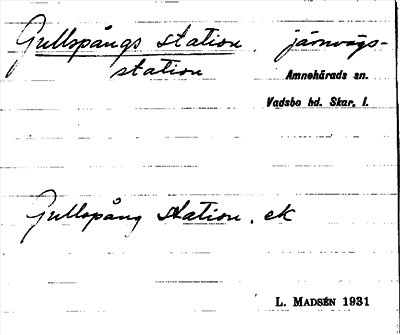 Gullspångs station, järnvägs-
station
Amnehärads sn.
Vadsbo hd. Skar. l.
Gullspång station. ek
L. MADSÉN 1931